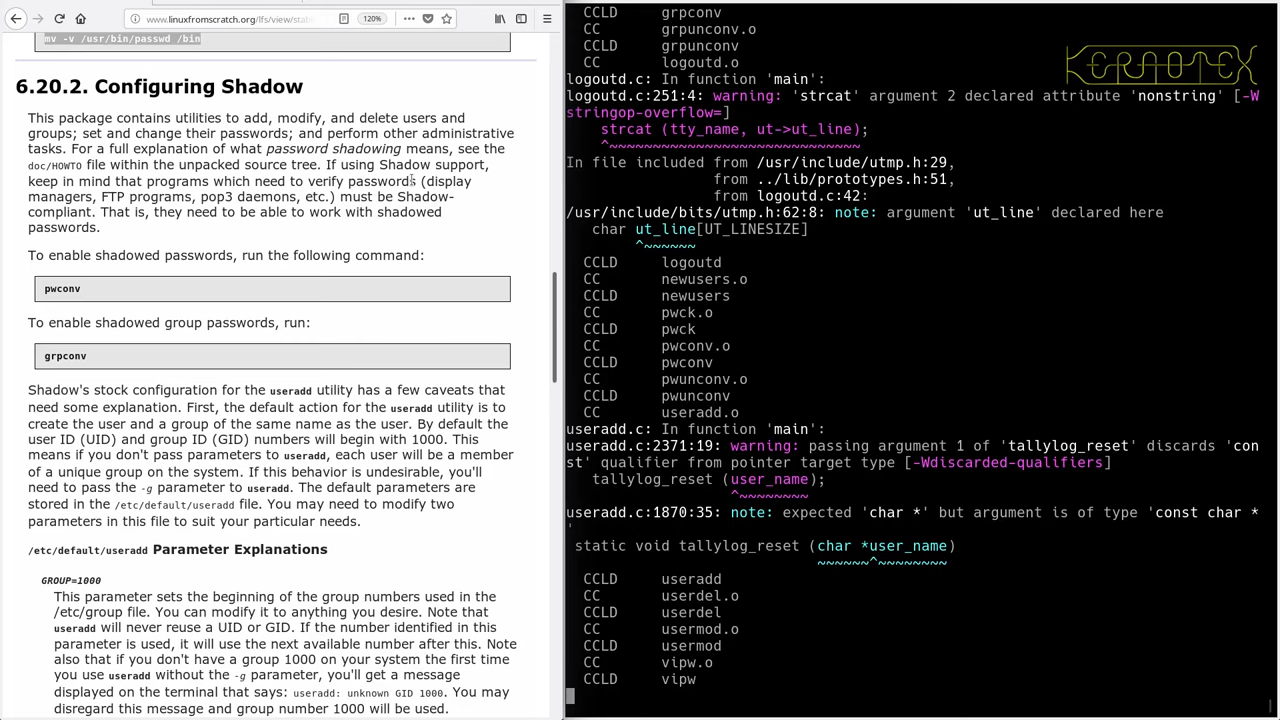 www.linuxfromscratch.org/lfs/view/stab
120%
mv -v /usr/bin/passwd /bin
6.20.2. Configuring Shadow
This package contains utilities to add, modify, and delete users and
groups; set and change their passwords; and perform other administrative
tasks. For a full explanation of what password shadowing means, see the
doc/HOWTO file within the unpacked source tree. If using Shadow support,
keep in mind that programs which need to verify passwords (display
managers, FTP programs, pop3 daemons, etc.) must be Shadow-
compliant. That is, they need to be able to work with shadowed
passwords.
To enable shadowed passwords, run the following command:
pwconv
To enable shadowed group passwords, run:
grpconv
Shadow's stock configuration for the useradd utility has a few caveats that
need some explanation. First, the default action for the useradd utility is to
create the user and a group of the same name as the user. By default the
user ID (UID) and group ID (GID) numbers will begin with 1000. This
means if you don't pass parameters to useradd, each user will be a member
of a unique group on the system. If this behavior is undesirable, you'll
need to pass the -g parameter to useradd. The default parameters are
stored in the /etc/default/useradd file. You may need to modify two
parameters in this file to suit your particular needs.
/etc/default/useradd Parameter Explanations
GROUP=1000
This parameter sets the beginning of the group numbers used in the
/etc/group file. You can modify it to anything you desire. Note that
useradd will never reuse a UID or GID. If the number identified in this
parameter is used, it will use the next available number after this. Note
also that if you don't have a group 1000 on your system the first time
you use useradd without the -g parameter, you'll get a message
displayed on the terminal that says: useradd: unknown GID 1000. You may
disregard this message and group number 1000 will be used.
CCLD grpconv
CC grpunconv.o
CCLD grpunconv
CC logoutd.o
logoutd.c: In function 'main':
logoutd.c:251:4: warning: 'strcat' argument 2 declared attribute 'nonstring' [-W
stringop-overflow=]
strcat (tty_name, ut->ut_line);
^~~~~~~~~~~~~~~~~~~~~~~~~~~~~~
In file included from /usr/include/utmp.h:29,
from ../lib/prototypes.h:51,
from logoutd.c:42:
/usr/include/bits/utmp.h:62:8: note: argument 'ut_line' declared here
char ut_line[UT_LINESIZE]
^~~~~~~
CCLD logoutd
CC newusers.o
CCLD newusers
CC pwck.o
CCLD pwck
CC pwconv.o
CCLD pwconv
CC pwunconv.o
CCLD pwunconv
CC useradd.o
useradd.c: In function 'main':
useradd.c:2371:19: warning: passing argument 1 of 'tallylog_reset' discards 'con
st' qualifier from pointer target type [-Wdiscarded-qualifiers]
tallylog_reset (user_name);
^~~~~~~~~
useradd.c:1870:35: note: expected 'char *' but argument is of type 'const char *
'
static void tallylog_reset (char *user_name)
~~~~~~^~~~~~~~~
CCLD useradd
CC userdel.o
CCLD userdel
CC usermod.o
CCLD usermod
CC vipw.o
CCLD vipw
KERAOTEX